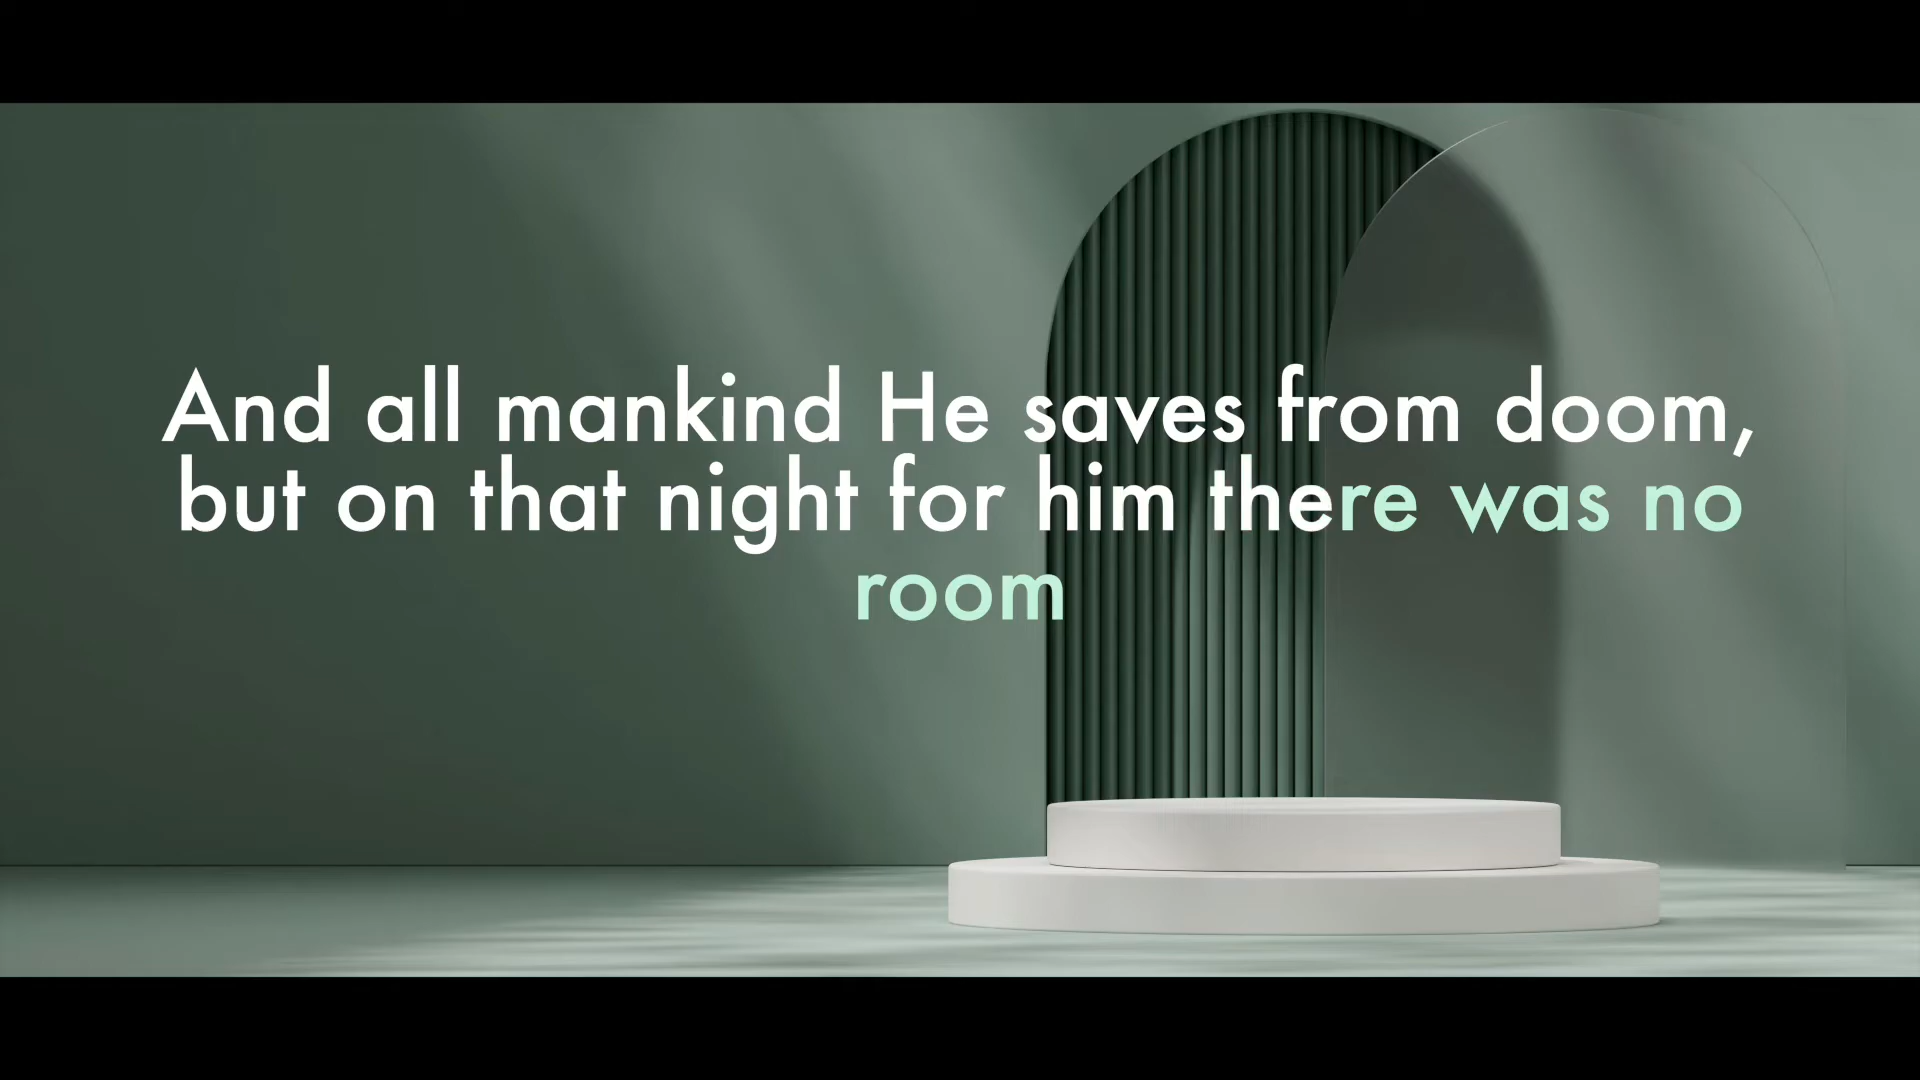 And all mankind He saves from doom,
but on that night for him there was no
room